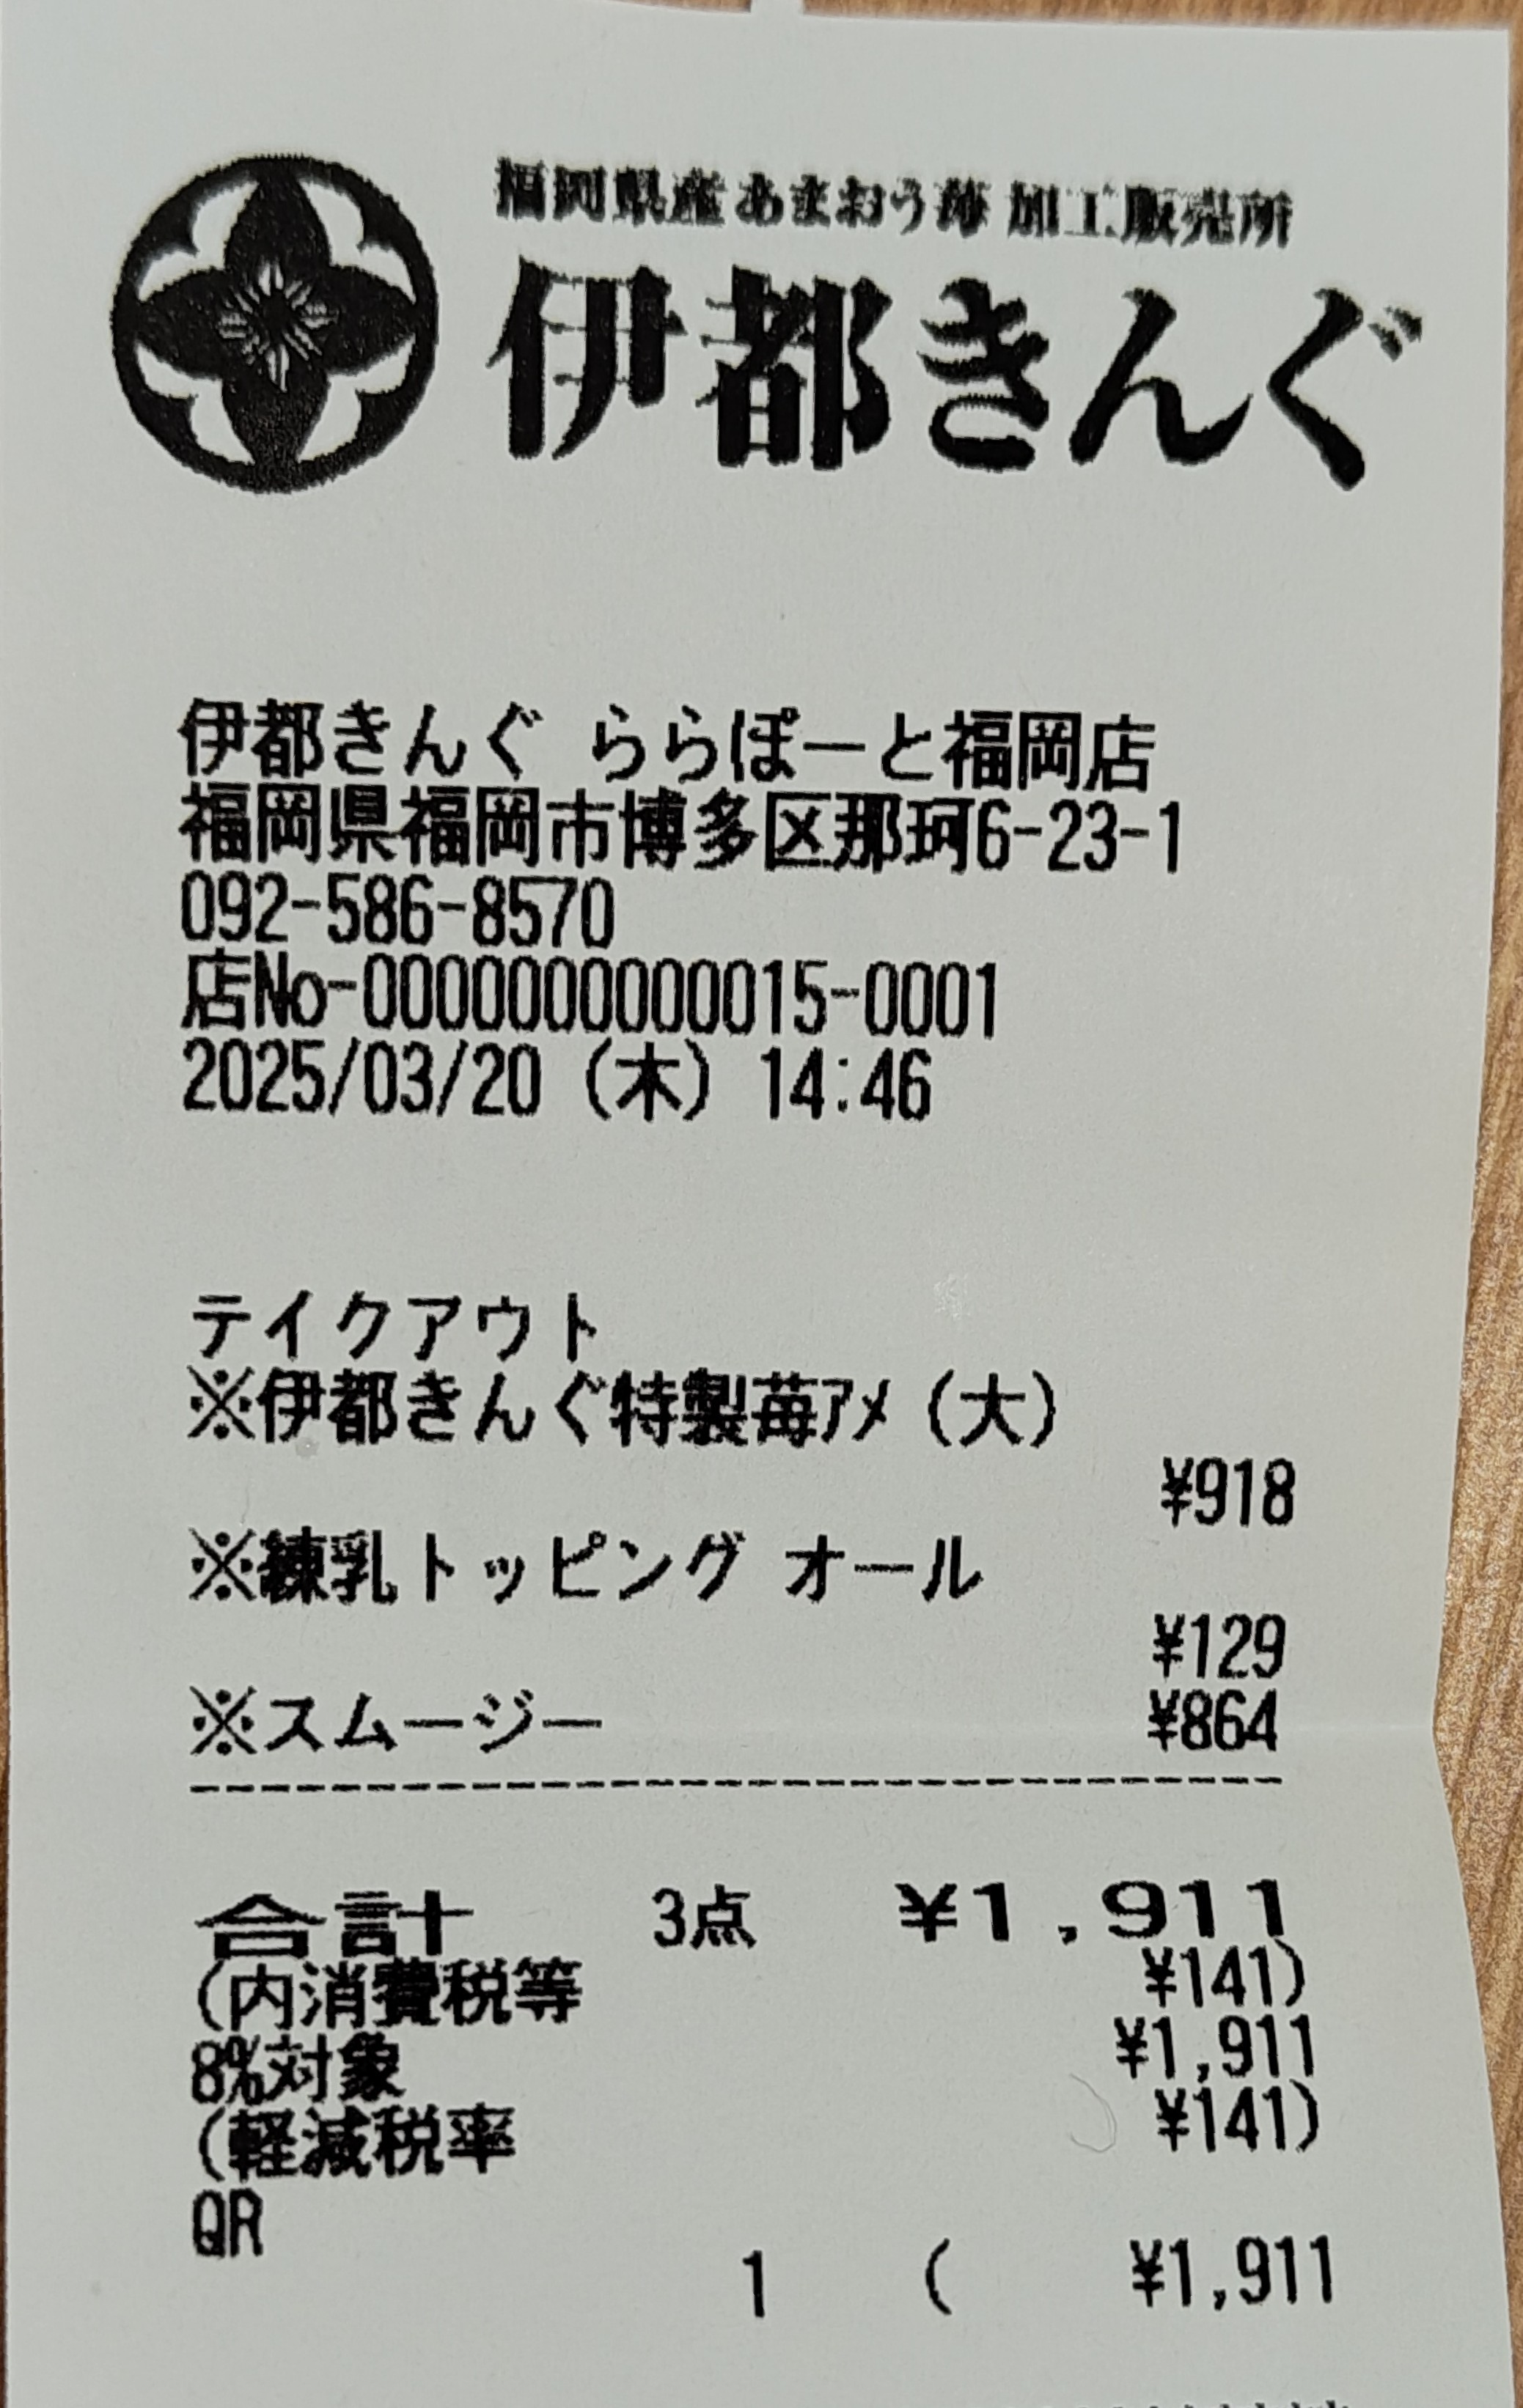 福岡県産あまおう苺 加工販売所
伊都きんぐ
伊都きんぐ ららぽーと福岡店
福岡県福岡市博多区那珂6-23-1
092-586-8570
店No-0000000000015-0001
2025/03/20 (木) 14:46
テイクアウト
※伊都きんぐ特製苺ｱﾒ (大)
¥918
※練乳トッピング オール
¥129
※スムージー ¥864
合計 3点 ¥1,911
(内消費税等 ¥141)
8%対象 ¥1,911
(軽減税率 ¥141)
QR
1 ( ¥1,911